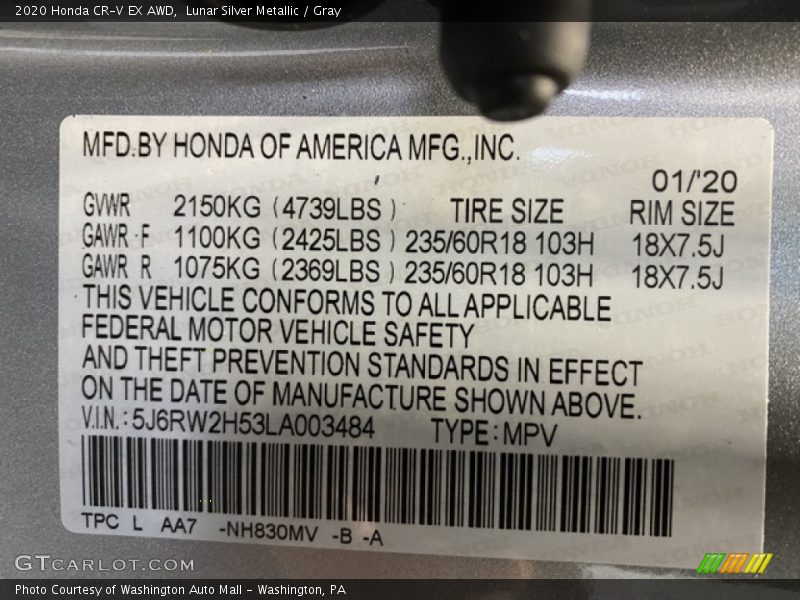 2020 Honda CR-V EX AWD, Lunar Silver Metallic / Gray
MFD.BY HONDA OF AMERICA MFG.,INC.
01/'20
GVWR 2150KG (4739LBS) TIRE SIZE RIM SIZE
GAWR F 1100KG (2425LBS) 235/60R18 103H 18X7.5J
GAWR R 1075KG (2369LBS) 235/60R18 103H 18X7.5J
THIS VEHICLE CONFORMS TO ALL APPLICABLE
FEDERAL MOTOR VEHICLE SAFETY
AND THEFT PREVENTION STANDARDS IN EFFECT
ON THE DATE OF MANUFACTURE SHOWN ABOVE.
V.I.N.: 5J6RW2H53LA003484 TYPE: MPV
TPC L AA7 -NH830MV -B -A
GTCARLOT.COM
Photo Courtesy of Washington Auto Mall - Washington, PA